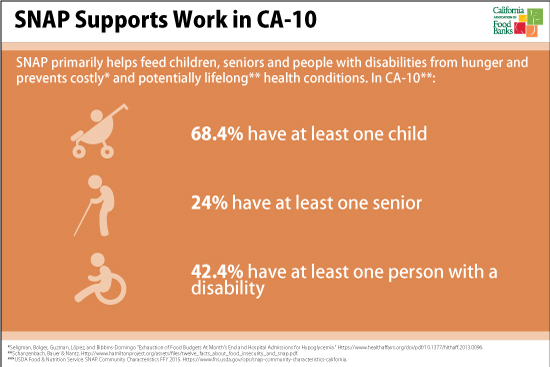 SNAP Supports Work in CA-10
California
ASSOCIATION OF
Food
Banks
SNAP primarily helps feed children, seniors and people with disabilities from hunger and
prevents costly* and potentially lifelong** health conditions. In CA-10**:
68.4% have at least one child
24% have at least one senior
42.4% have at least one person with a
disability
*Seligman, Bolger, Guzman, López, and Bibbins-Domingo "Exhaustion of Food Budgets At Month's End and Hospital Admissions for Hypoglycemia." https://www.healthaffairs.org/doi/pdf/10.1377/hlthaff.2013.0096.
**Schanzenbach, Bauer & Nantz. http://www.hamiltonproject.org/assets/files/twelve_facts_about_food_insecurity_and_snap.pdf
***USDA Food & Nutrition Service. SNAP Community Characteristics FFY 2015. https://www.fns.usda.gov/ops/snap-community-characteristics-california.